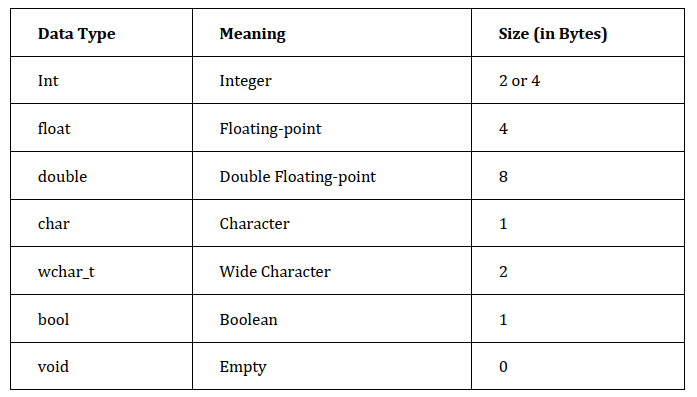 Data Type Meaning Size (in Bytes)
Int Integer 2 or 4
float Floating-point 4
double Double Floating-point 8
char Character 1
wchar_t Wide Character 2
bool Boolean 1
void Empty 0